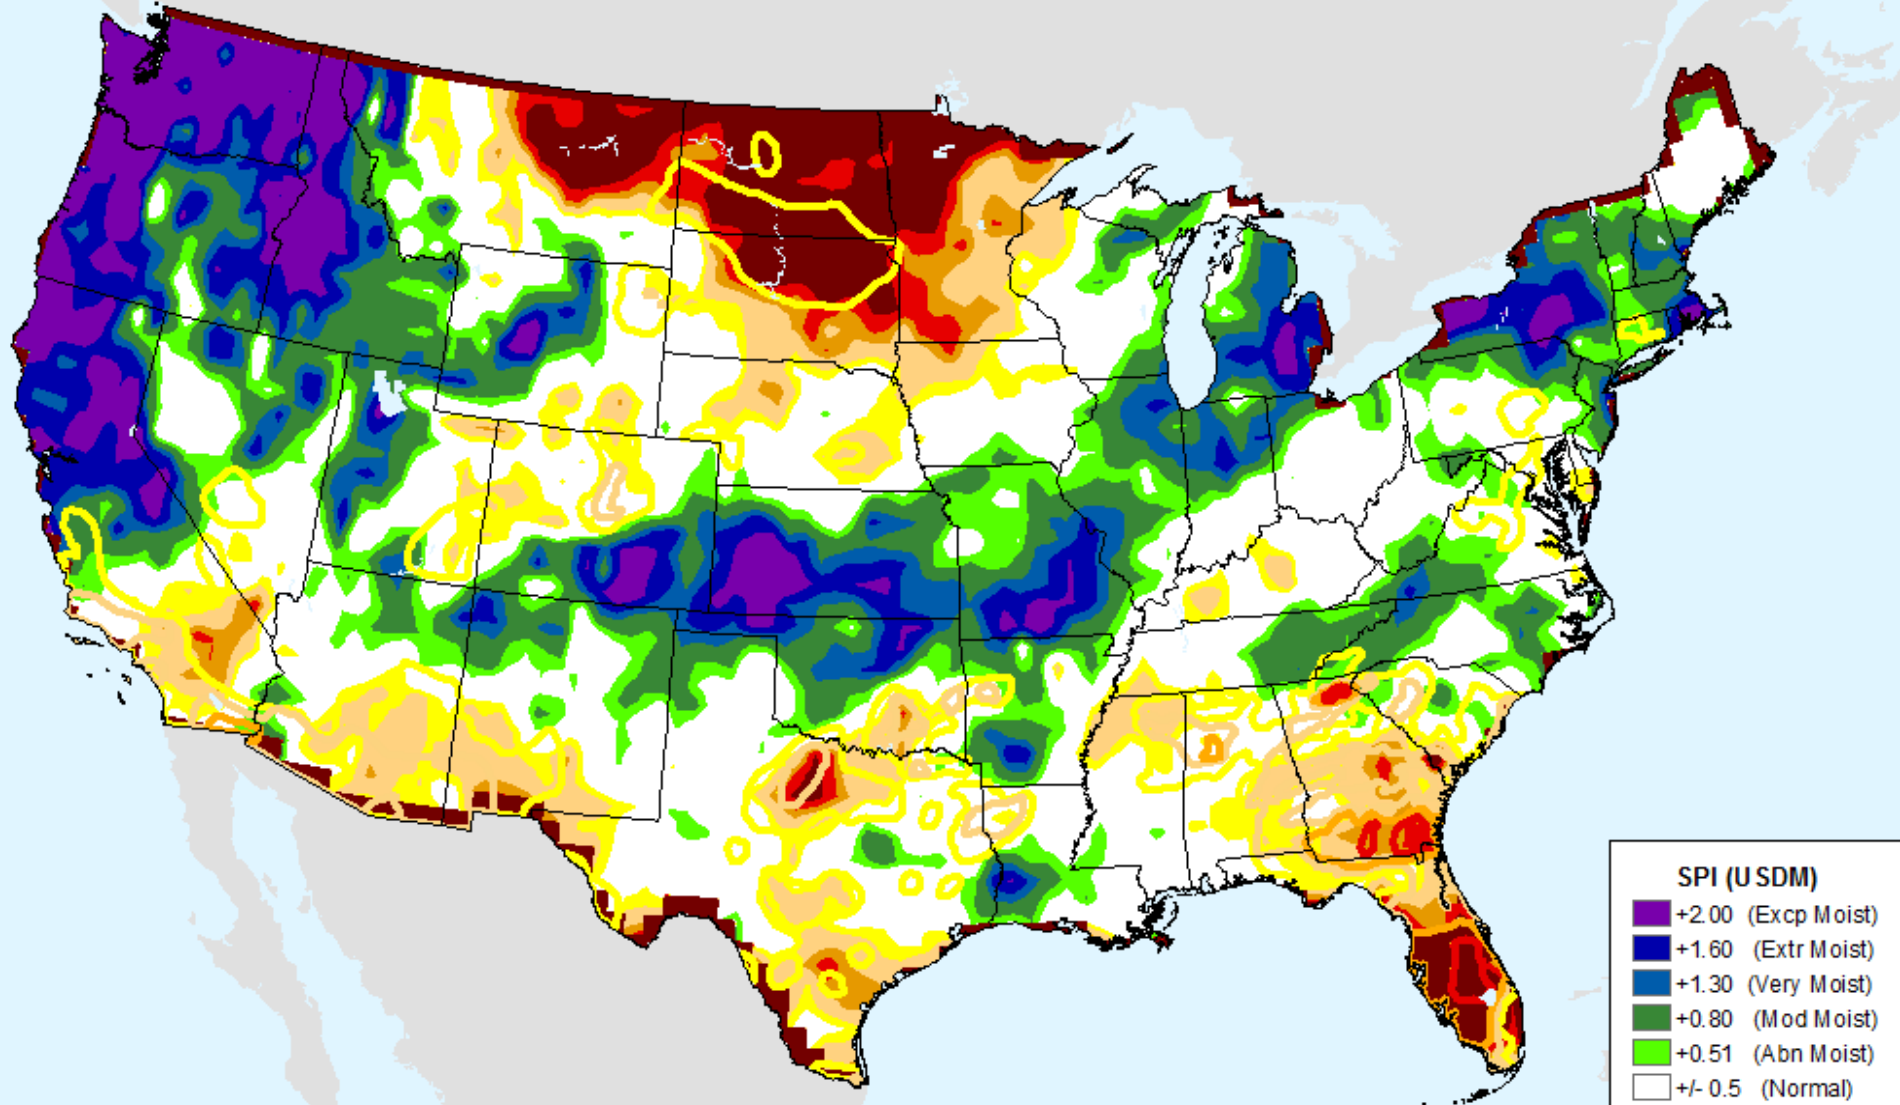 SPI (USDM)
+2.00 (Excp Moist)
+1.60 (Extr Moist)
+1.30 (Very Moist)
+0.80 (Mod Moist)
+0.51 (Abn Moist)
+/- 0.5 (Normal)